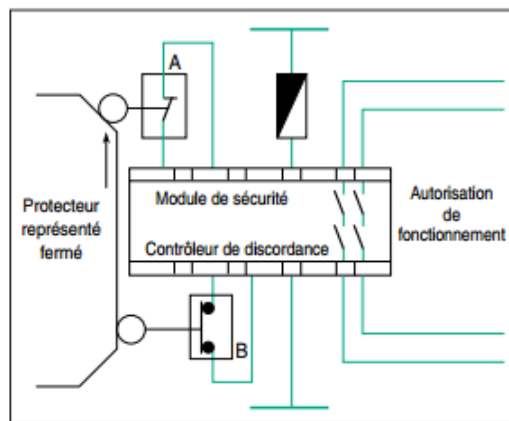 A
Protecteur
représenté
fermé
Module de sécurité
Contrôleur de discordance
Autorisation
de
fonctionnement
B